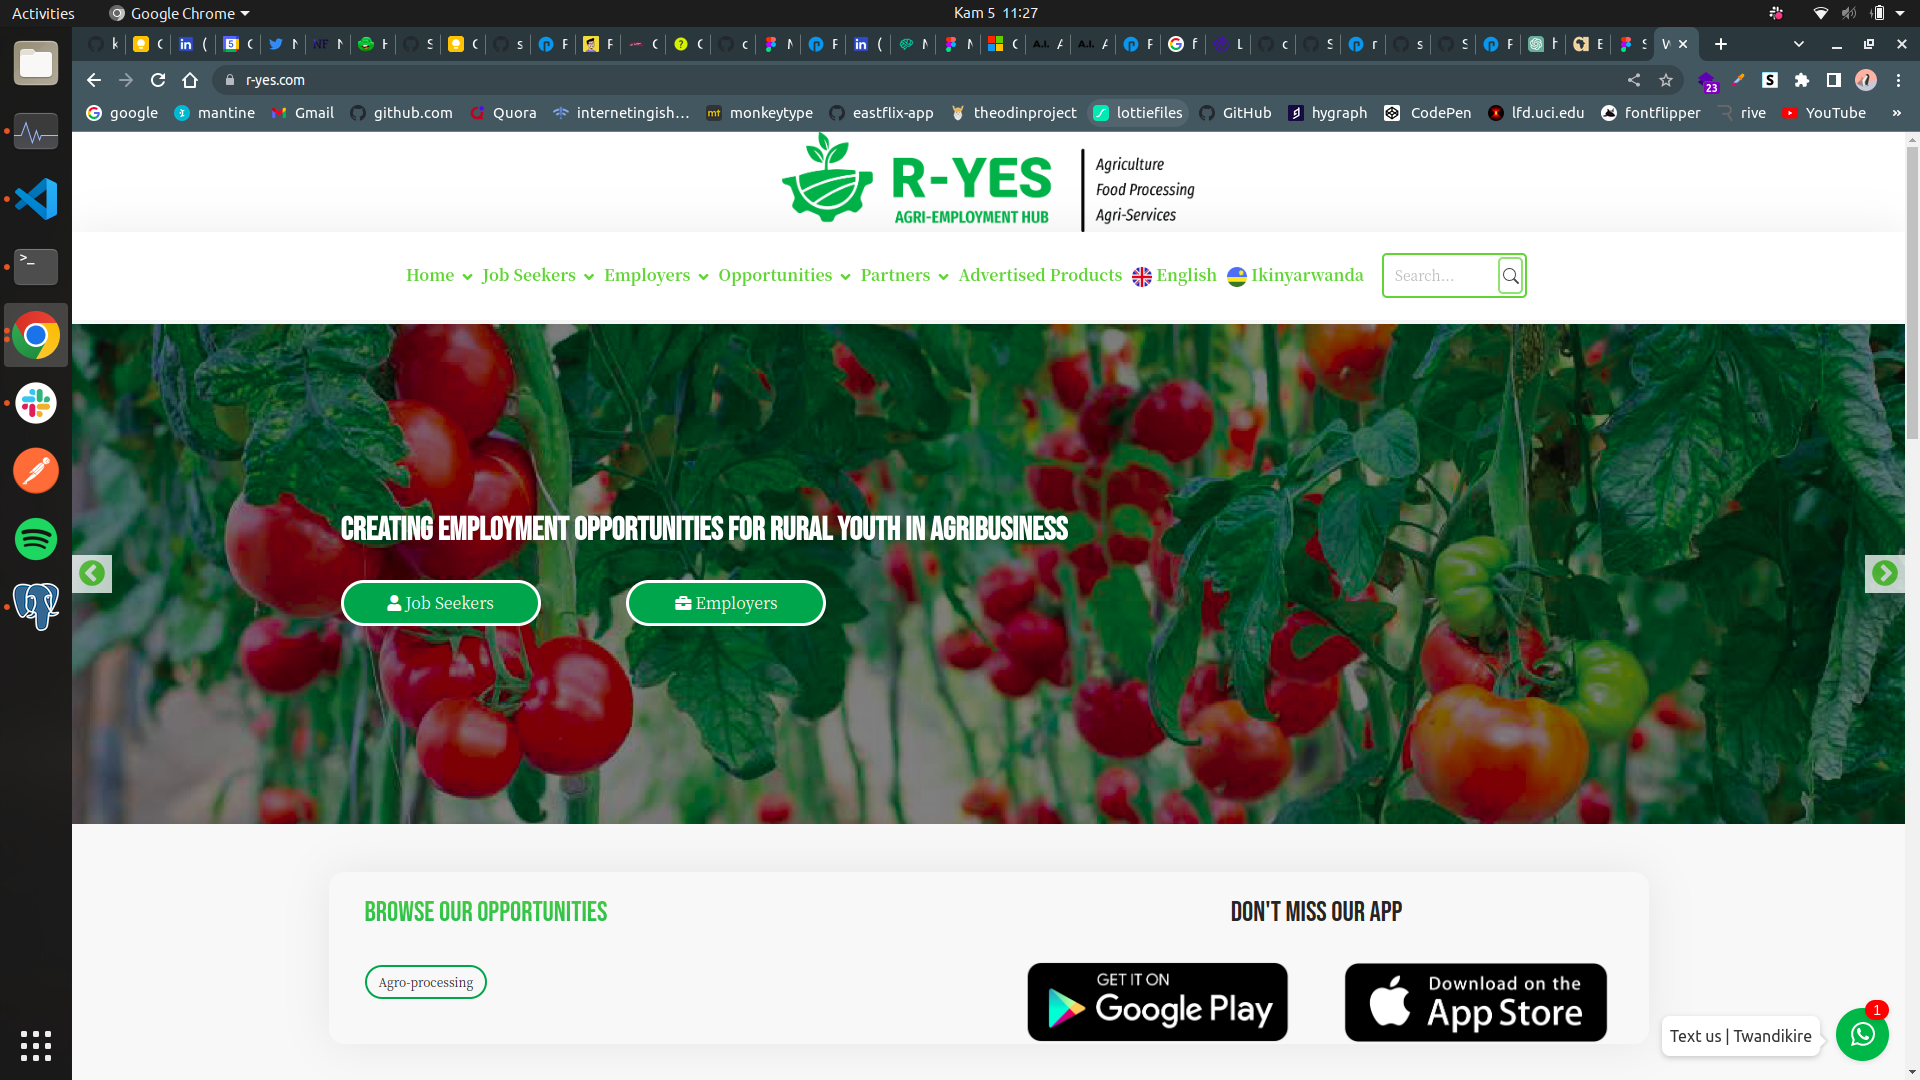 Activities
Google Chrome
Kam 5 11:27
r-yes.com
23
google
mantine
Gmail
github.com
Quora
internetingish…
monkeytype
eastflix-app
theodinproject
lottiefiles
GitHub
hygraph
CodePen
lfd.uci.edu
fontflipper
rive
YouTube
»
R-YES
AGRI-EMPLOYMENT HUB
Agriculture
Food Processing
Agri-Services
Home
Job Seekers
Employers
Opportunities
Partners
Advertised Products
English
Ikinyarwanda
Search...
CREATING EMPLOYMENT OPPORTUNITIES FOR RURAL YOUTH IN AGRIBUSINESS
Job Seekers
Employers
BROWSE OUR OPPORTUNITIES
DON'T MISS OUR APP
Agro-processing
GET IT ON
Google Play
Download on the
App Store
Text us | Twandikire
1